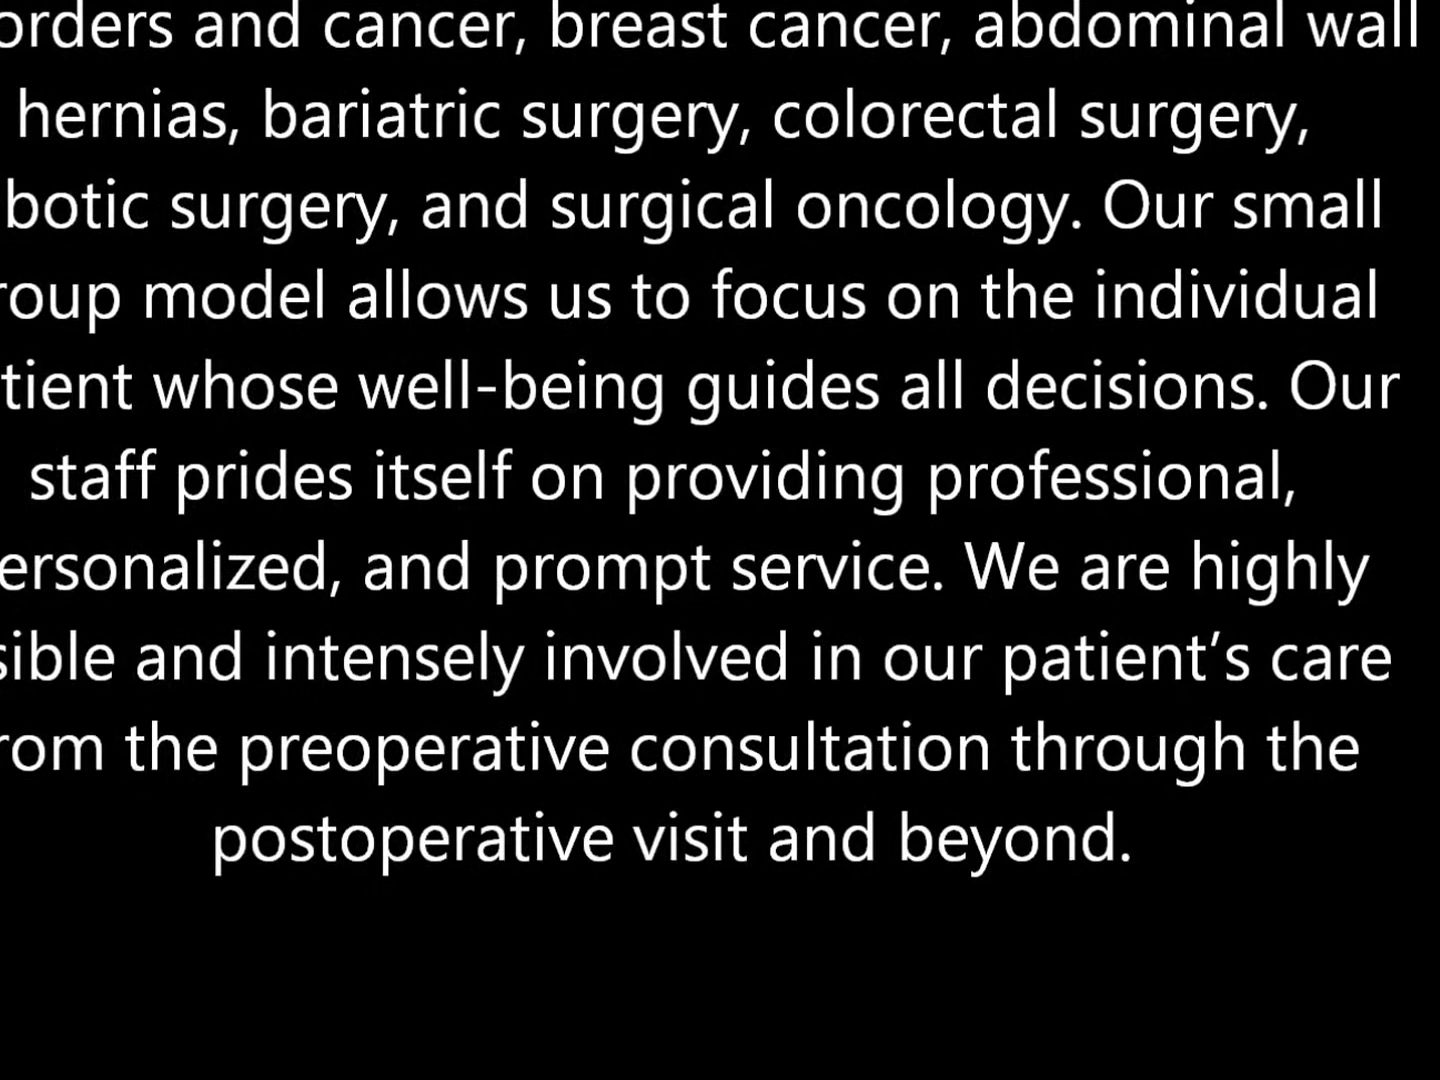 orders and cancer, breast cancer, abdominal wall
hernias, bariatric surgery, colorectal surgery,
botic surgery, and surgical oncology. Our small
roup model allows us to focus on the individual
tient whose well-being guides all decisions. Our
staff prides itself on providing professional,
ersonalized, and prompt service. We are highly
sible and intensely involved in our patient’s care
rom the preoperative consultation through the
postoperative visit and beyond.